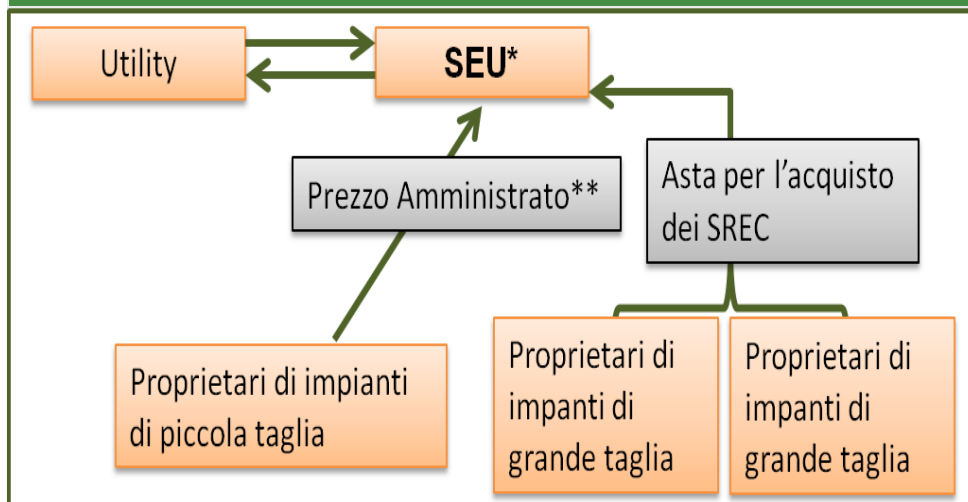 Utility
SEU*
Prezzo Amministrato**
Asta per l'acquisto
dei SREC
Proprietari di impianti
di piccola taglia
Proprietari di
impanti di
grande taglia
Proprietari di
impanti di
grande taglia